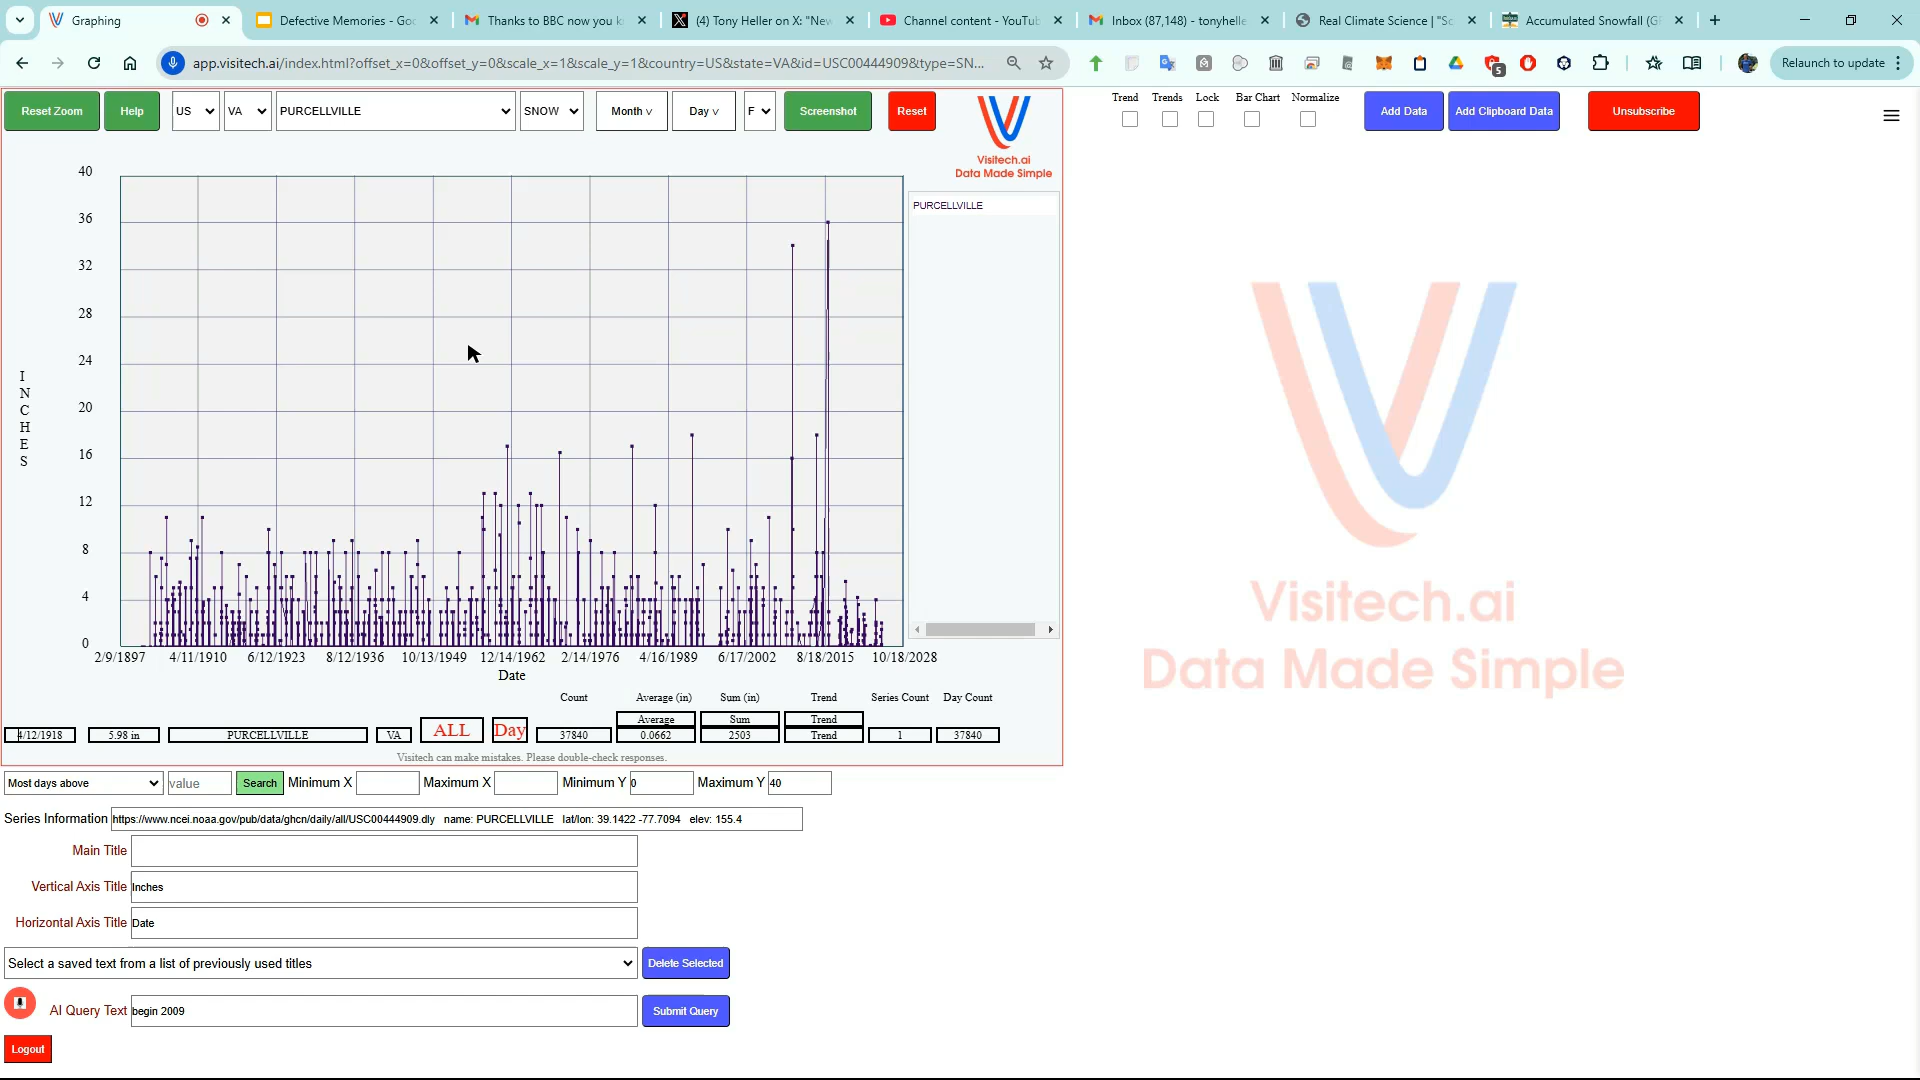 Graphing
Defective Memories - Goo
Thanks to BBC now you k
(4) Tony Heller on X: "New
Channel content - YouTub
Inbox (87,148) - tonyhelle
Real Climate Science | "Sc
Accumulated Snowfall (GF
app.visitech.ai/index.html?offset_x=0&offset_y=0&scale_x=1&scale_y=1&country=US&state=VA&id=USC00444909&type=SN...
5
Relaunch to update
Reset Zoom
Help
US
VA
PURCELLVILLE
SNOW
Month v
Day v
F
Screenshot
Reset
Visitech.ai
Data Made Simple
Trend
Trends
Lock
Bar Chart
Normalize
Add Data
Add Clipboard Data
Unsubscribe
PURCELLVILLE
40
36
32
28
24
20
16
12
8
4
0
INCHES
2/9/1897
4/11/1910
6/12/1923
8/12/1936
10/13/1949
12/14/1962
2/14/1976
4/16/1989
6/17/2002
8/18/2015
10/18/2028
Date
Count
Average (in)
Sum (in)
Trend
Series Count
Day Count
Average
Sum
Trend
4/12/1918
5.98 in
PURCELLVILLE
VA
ALL
Day
37840
0.0662
2503
Trend
1
37840
Visitech can make mistakes. Please double-check responses.
Most days above
value
Search
Minimum X
Maximum X
Minimum Y 0
Maximum Y 40
Series Information https://www.ncei.noaa.gov/pub/data/ghcn/daily/all/USC00444909.dly name: PURCELLVILLE lat/lon: 39.1422 -77.7094 elev: 155.4
Main Title
Vertical Axis Title Inches
Horizontal Axis Title Date
Select a saved text from a list of previously used titles
Delete Selected
AI Query Text begin 2009
Submit Query
Logout
Visitech.ai
Data Made Simple